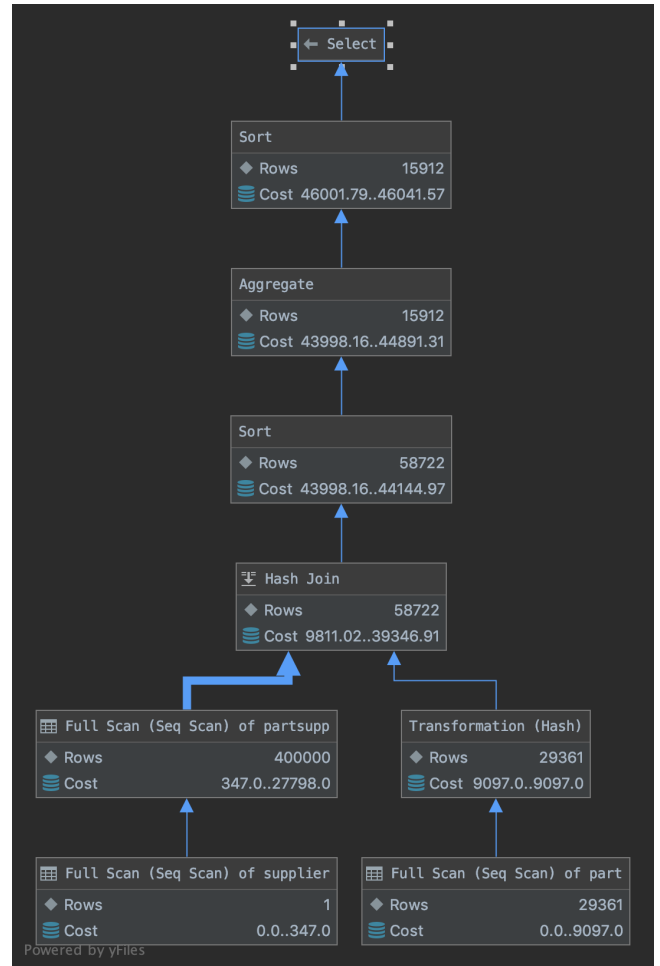 Select
Sort
Rows 15912
Cost 46001.79..46041.57
Aggregate
Rows 15912
Cost 43998.16..44891.31
Sort
Rows 58722
Cost 43998.16..44144.97
Hash Join
Rows 58722
Cost 9811.02..39346.91
Full Scan (Seq Scan) of partsupp
Rows 400000
Cost 347.0..27798.0
Transformation (Hash)
Rows 29361
Cost 9097.0..9097.0
Full Scan (Seq Scan) of supplier
Rows 1
Cost 0.0..347.0
Full Scan (Seq Scan) of part
Rows 29361
Cost 0.0..9097.0
Powered by yFiles